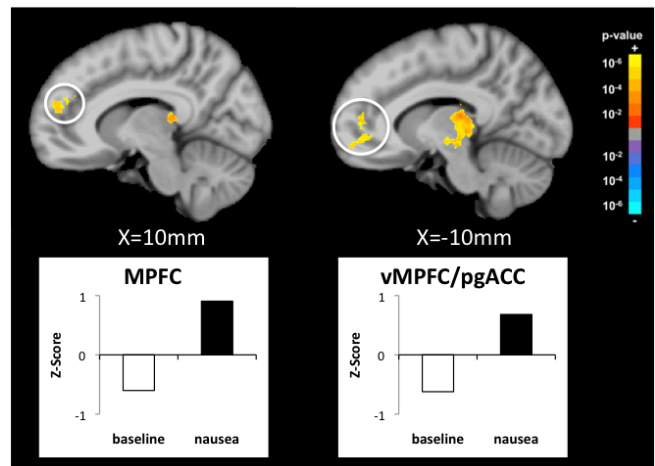 p-value
+
10-6
10-4
10-2
10-2
10-4
10-6
-
X=10mm
X=-10mm
MPFC
1
0
-1
Z-Score
baseline nausea
vMPFC/pgACC
1
0
-1
Z-Score
baseline nausea